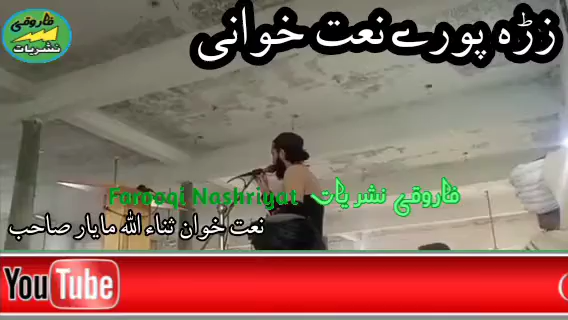 زڑہ پورے نعت خوانی
فاروقی
نشریات
Farooqi Nashriyat فاروقی نشریات
نعت خوان ثناء اللہ مایار صاحب
YouTube